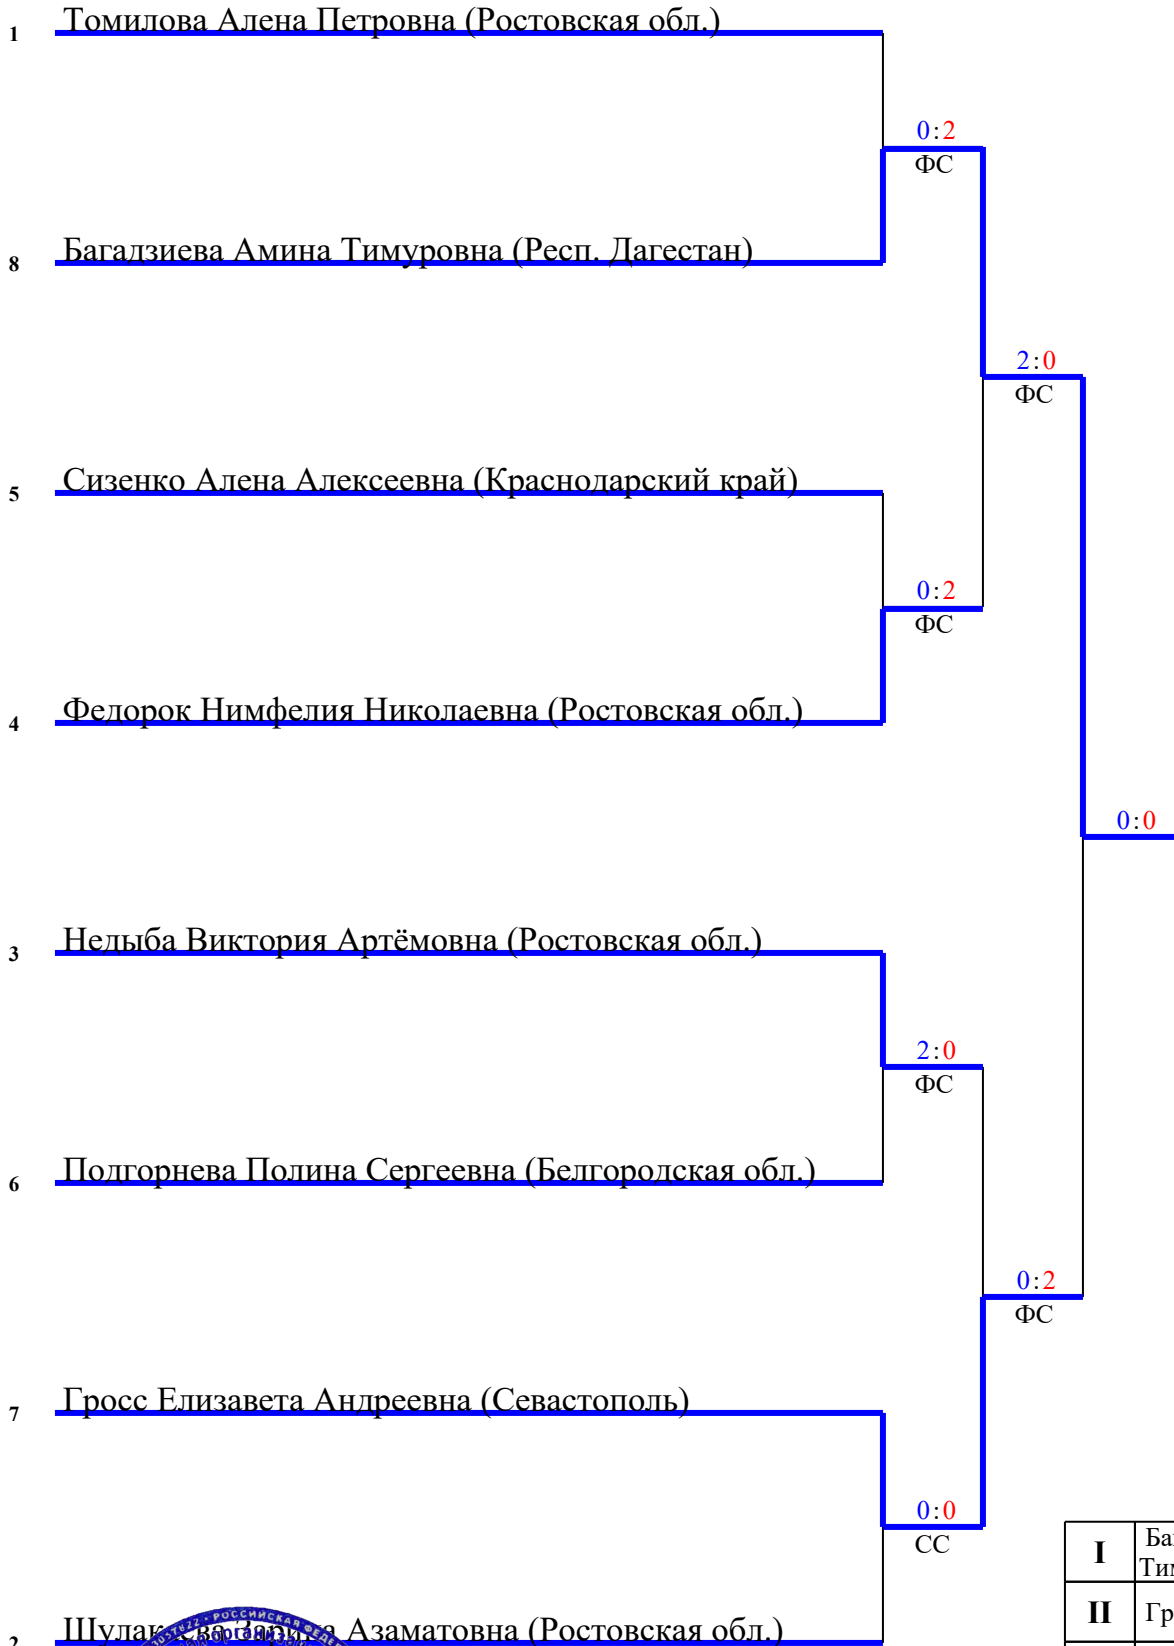 1 Томилова Алена Петровна (Ростовская обл.)
0:2
ФС
8 Багадзиева Амина Тимуровна (Респ. Дагестан)
2:0
ФС
5 Сизенко Алена Алексеевна (Краснодарский край)
0:2
ФС
4 Федорок Нимфелия Николаевна (Ростовская обл.)
0:0
3 Недыба Виктория Артёмовна (Ростовская обл.)
2:0
ФС
6 Подгорнева Полина Сергеевна (Белгородская обл.)
0:2
ФС
7 Гросс Елизавета Андреевна (Севастополь)
0:0
СС
I
II Гр
2 Азаматовна (Ростовская обл.)
РОССИЙСКАЯ